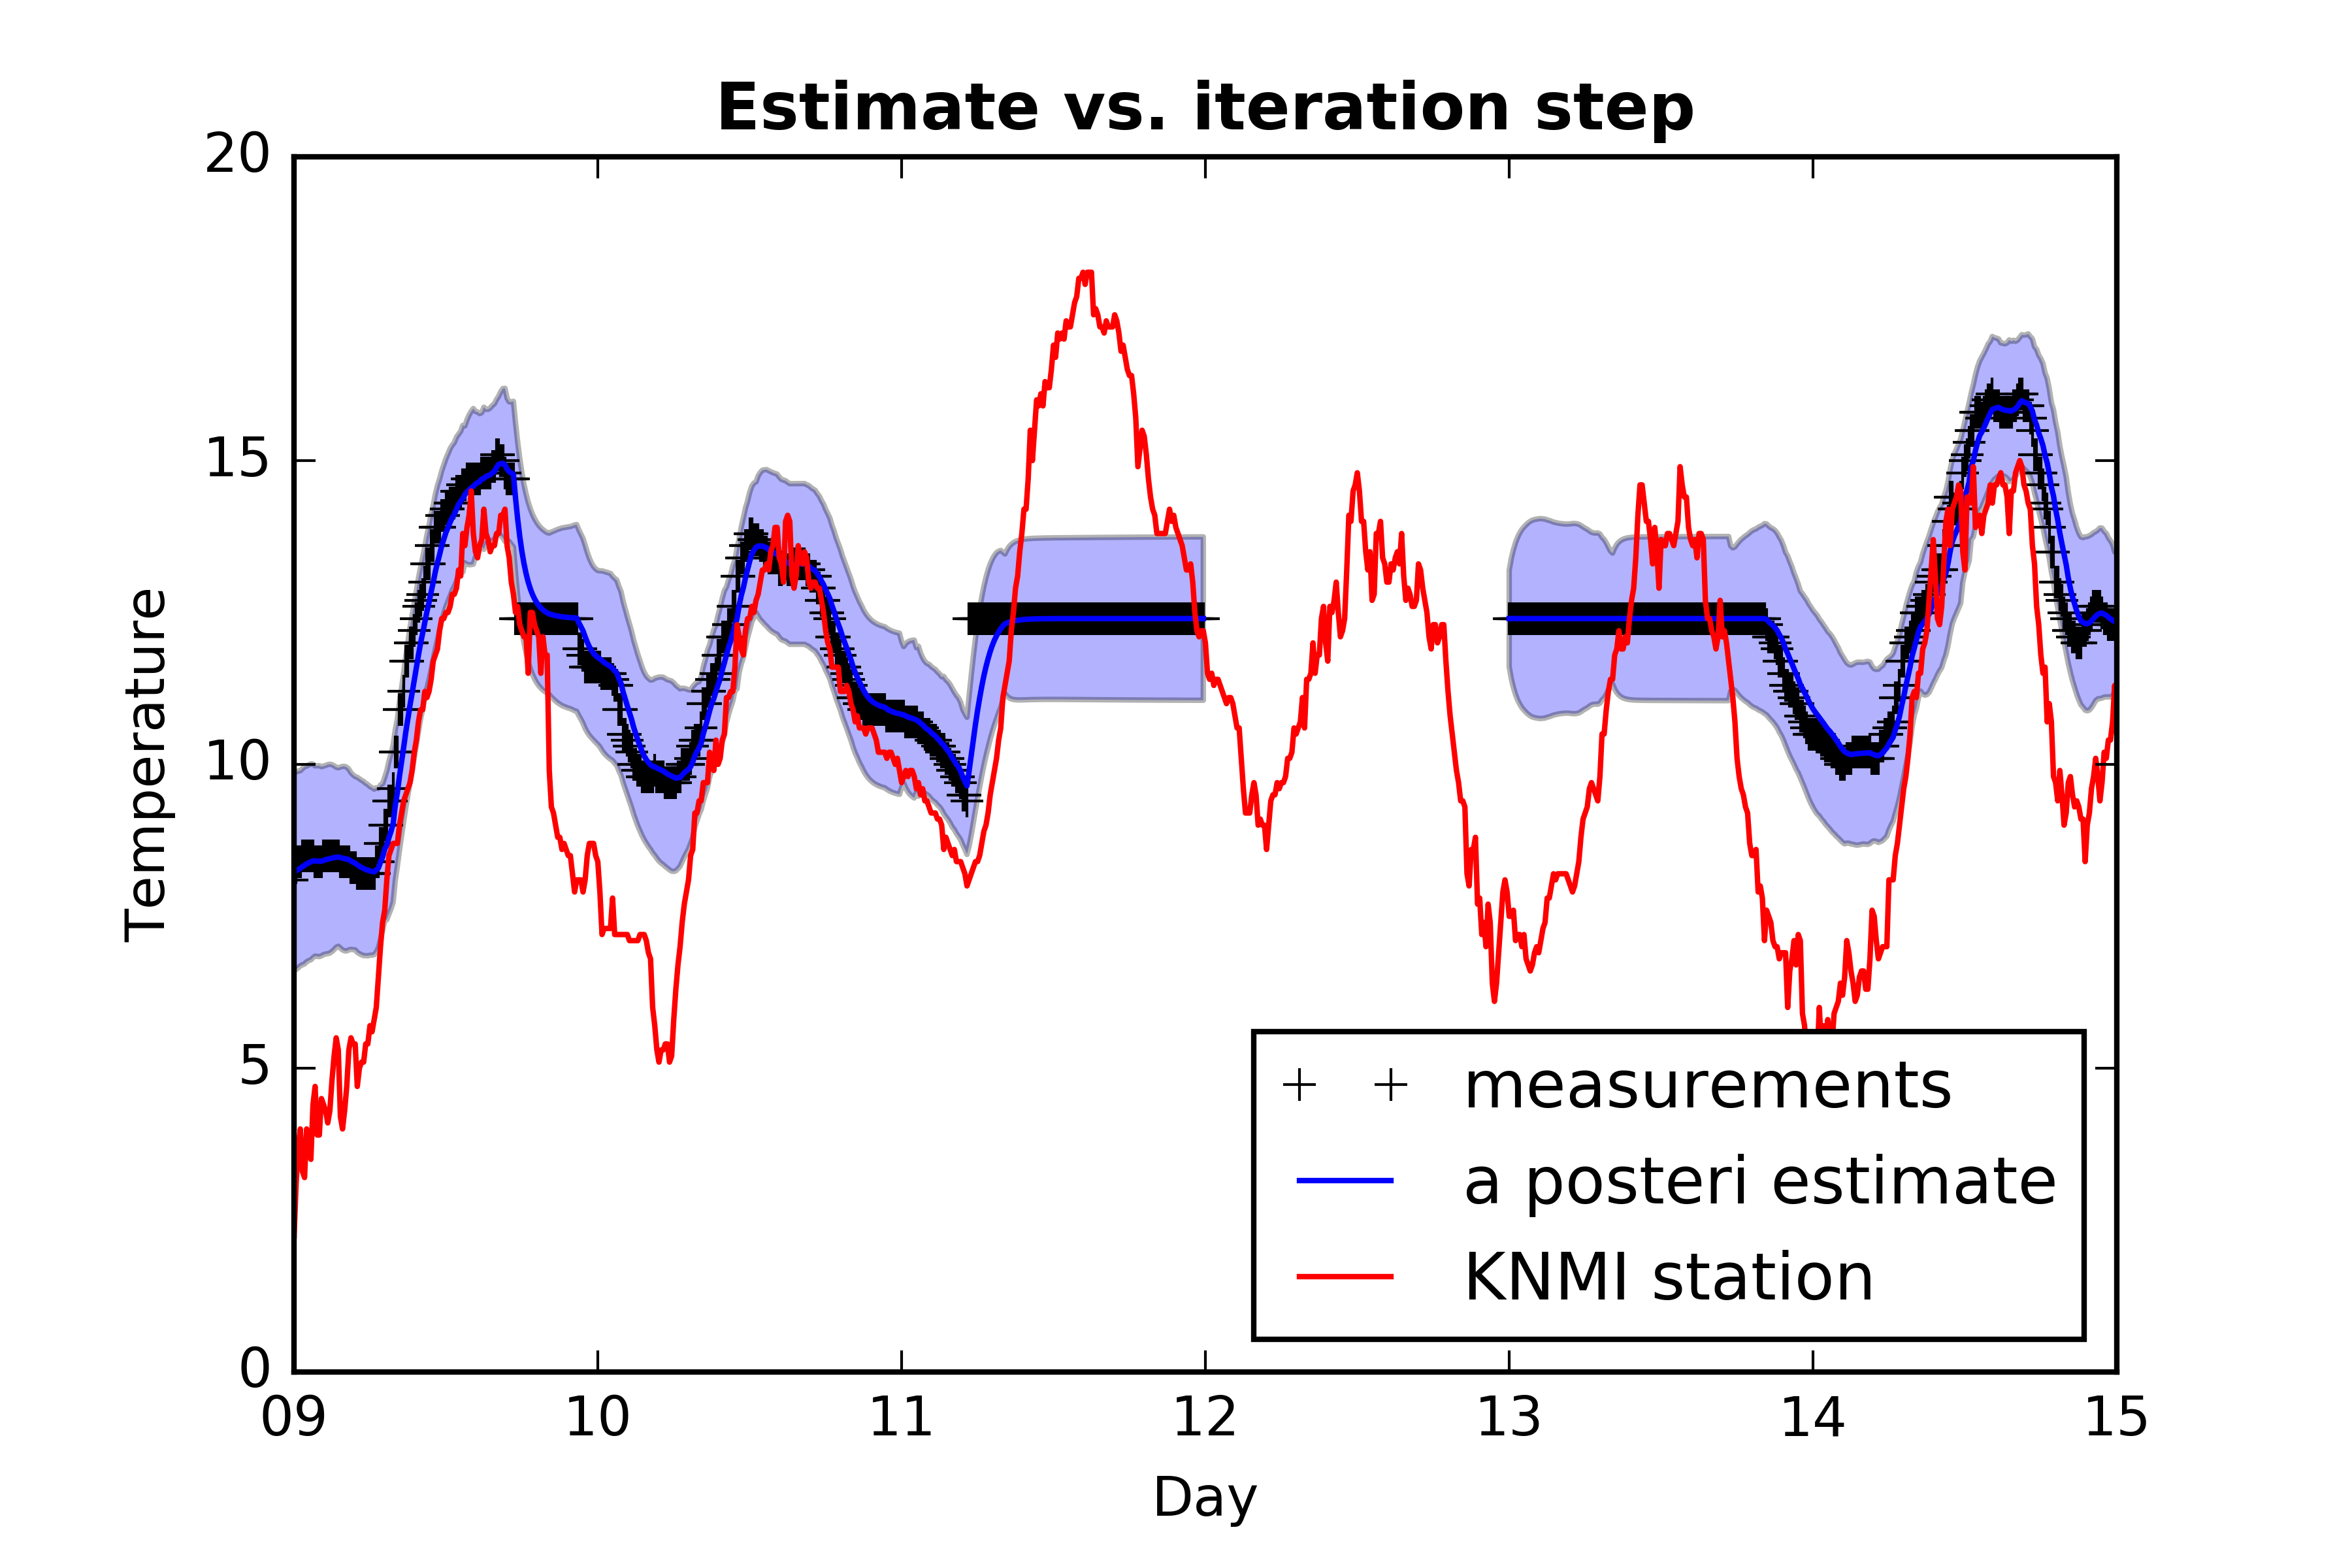 Estimate vs. iteration step
20
15
10
5
0
Temperature
measurements
a posteri estimate
KNMI station
09 10 11 12 13 14 15
Day